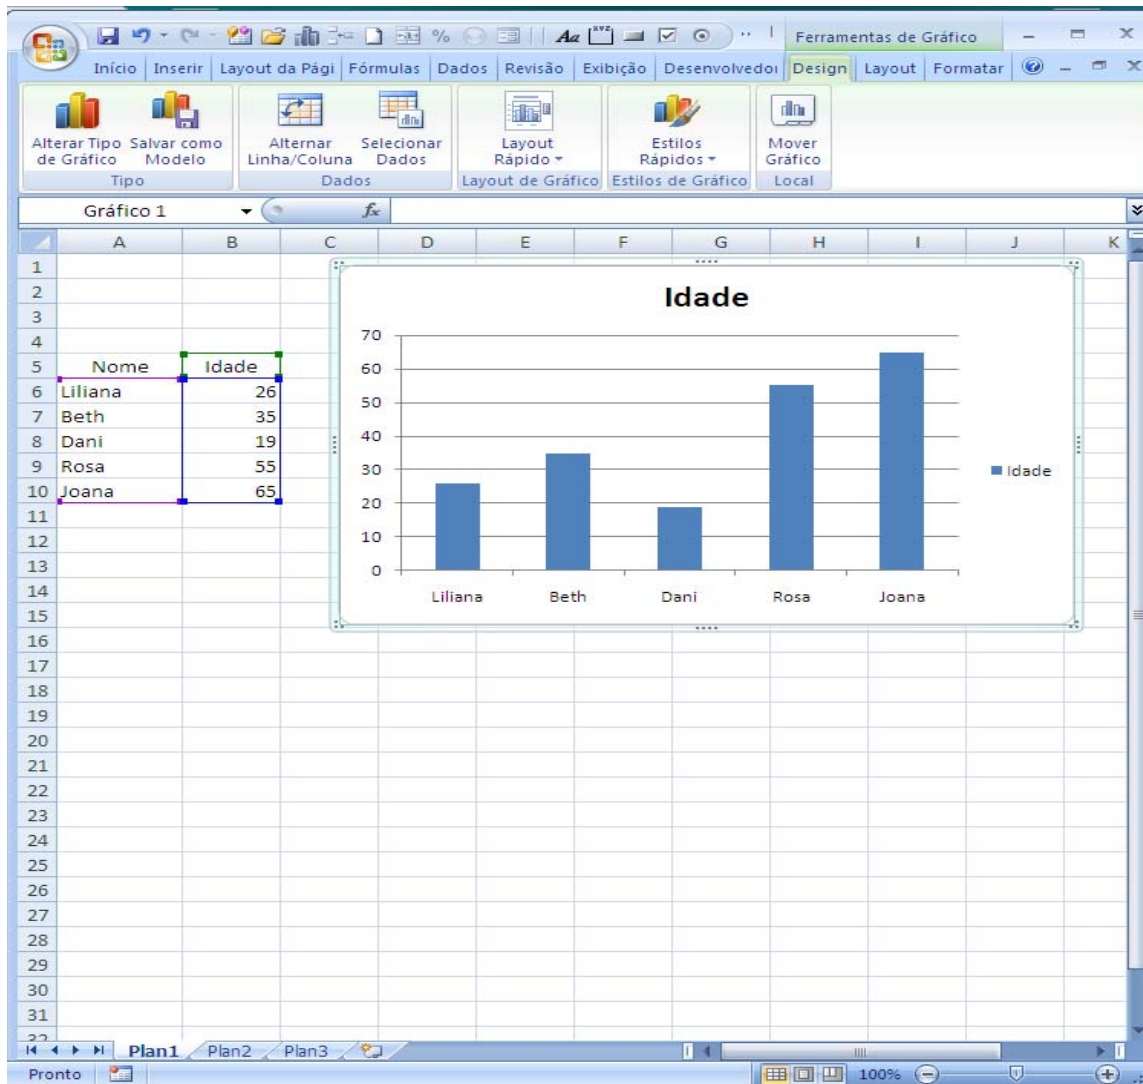 Aa XYZ Ferramentas de Gráfico
Início Inserir Layout da Pági Fórmulas Dados Revisão Exibição Desenvolvedor Design Layout Formatar
Alterar Tipo Salvar como Alternar Selecionar Layout Estilos Mover
de Gráfico Modelo Linha/Coluna Dados Rápido Rápidos Gráfico
Tipo Dados Layout de Gráfico Estilos de Gráfico Local
Gráfico 1 fx
A B C D E F G H I J K
1
2 Idade
3
4 70
5 Nome Idade 60
6 Liliana 26
7 Beth 35 50
8 Dani 19 40
9 Rosa 55 30 Idade
10 Joana 65 20
11
12 10
13 0
14 Liliana Beth Dani Rosa Joana
15
16
17
18
19
20
21
22
23
24
25
26
27
28
29
30
31
32
Plan1 Plan2 Plan3
Pronto 100%